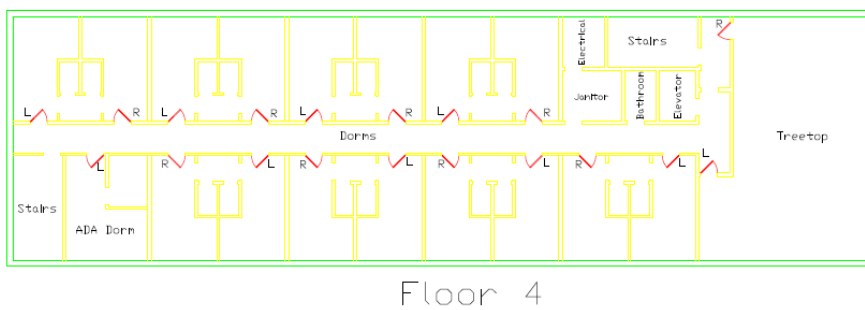 R
Electrical
Stairs
L R L R L R L R
Janitor
Bathroom
Elevator
Dorms
Treetop
L R L R L R L R L L
Stairs
ADA Dorm
Floor 4